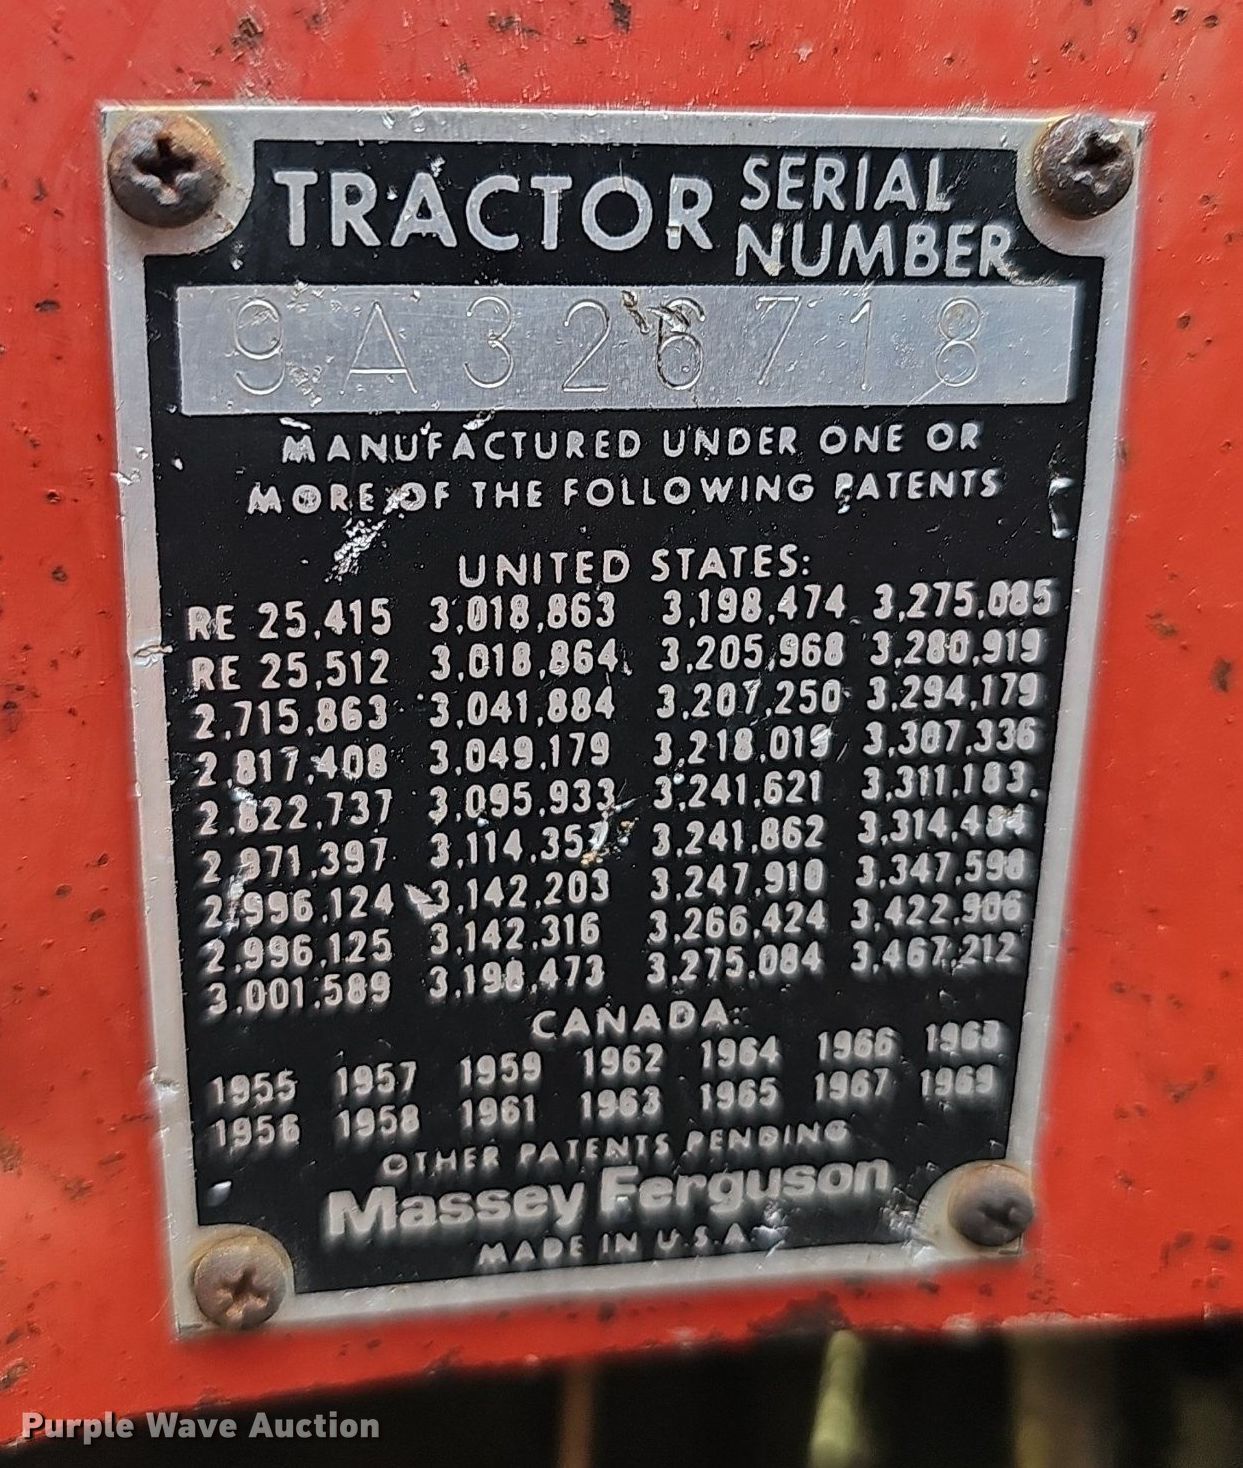 TRACTOR SERIAL NUMBER
9A326718
MANUFACTURED UNDER ONE OR
MORE OF THE FOLLOWING PATENTS
UNITED STATES:
RE 25,415 3,018,863 3,198,474 3,275,085
RE 25,512 3,018,864 3,205,968 3,280,919
2,715,863 3,041,884 3,207,250 3,294,179
2,817,408 3,049,179 3,218,019 3,307,336
2,822,737 3,095,933 3,241,621 3,311,183
2,971,397 3,114,357 3,241,862 3,314,484
2,996,124 3,142,203 3,247,910 3,347,598
2,996,125 3,142,316 3,266,424 3,422,906
3,001,589 3,198,473 3,275,084 3,467,212
CANADA:
1955 1957 1959 1962 1964 1966 1968
1956 1958 1961 1963 1965 1967 1969
OTHER PATENTS PENDING
Massey Ferguson
MADE IN U.S.A.
Purple Wave Auction